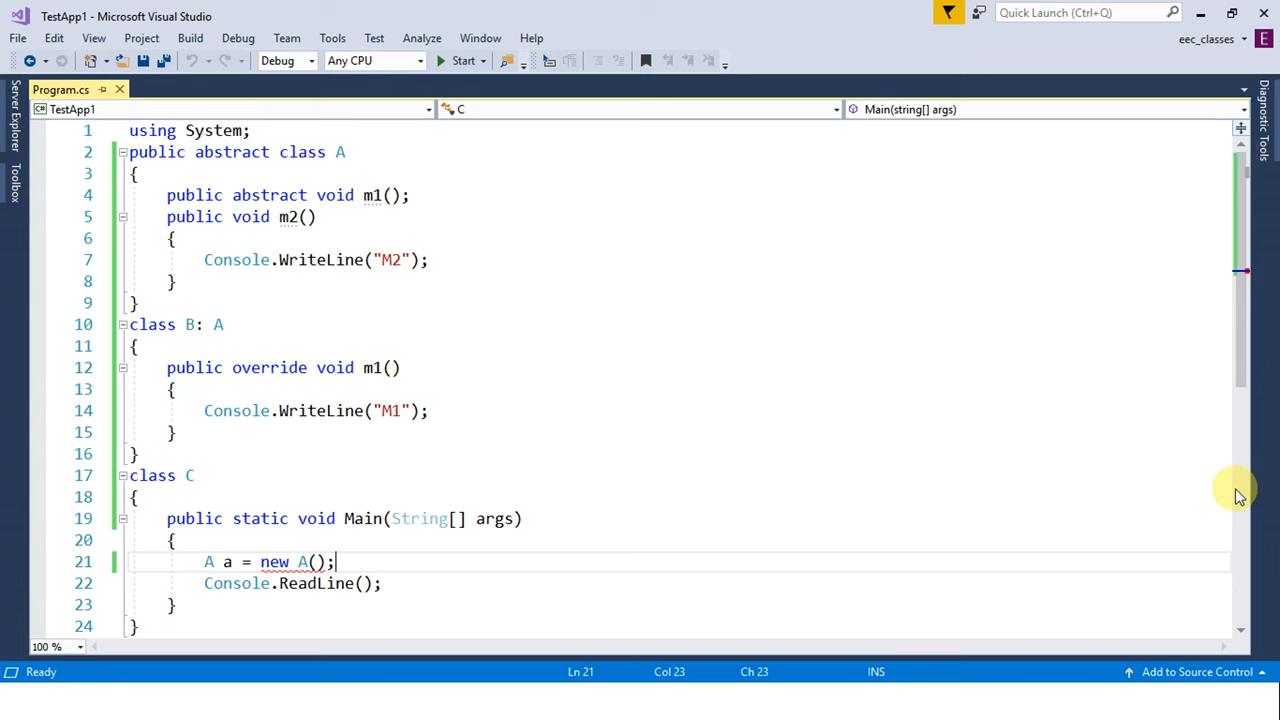 TestApp1 - Microsoft Visual Studio
Quick Launch (Ctrl+Q)
File Edit View Project Build Debug Team Tools Test Analyze Window Help
eec_classes E
Debug Any CPU Start
Program.cs
TestApp1 C Main(string[] args)
Server Explorer
Toolbox
Diagnostic Tools
1 using System;
2 public abstract class A
3 {
4 public abstract void m1();
5 public void m2()
6 {
7 Console.WriteLine("M2");
8 }
9 }
10 class B: A
11 {
12 public override void m1()
13 {
14 Console.WriteLine("M1");
15 }
16 }
17 class C
18 {
19 public static void Main(String[] args)
20 {
21 A a = new A();
22 Console.ReadLine();
23 }
24 }
100 %
Ready Ln 21 Col 23 Ch 23 INS Add to Source Control